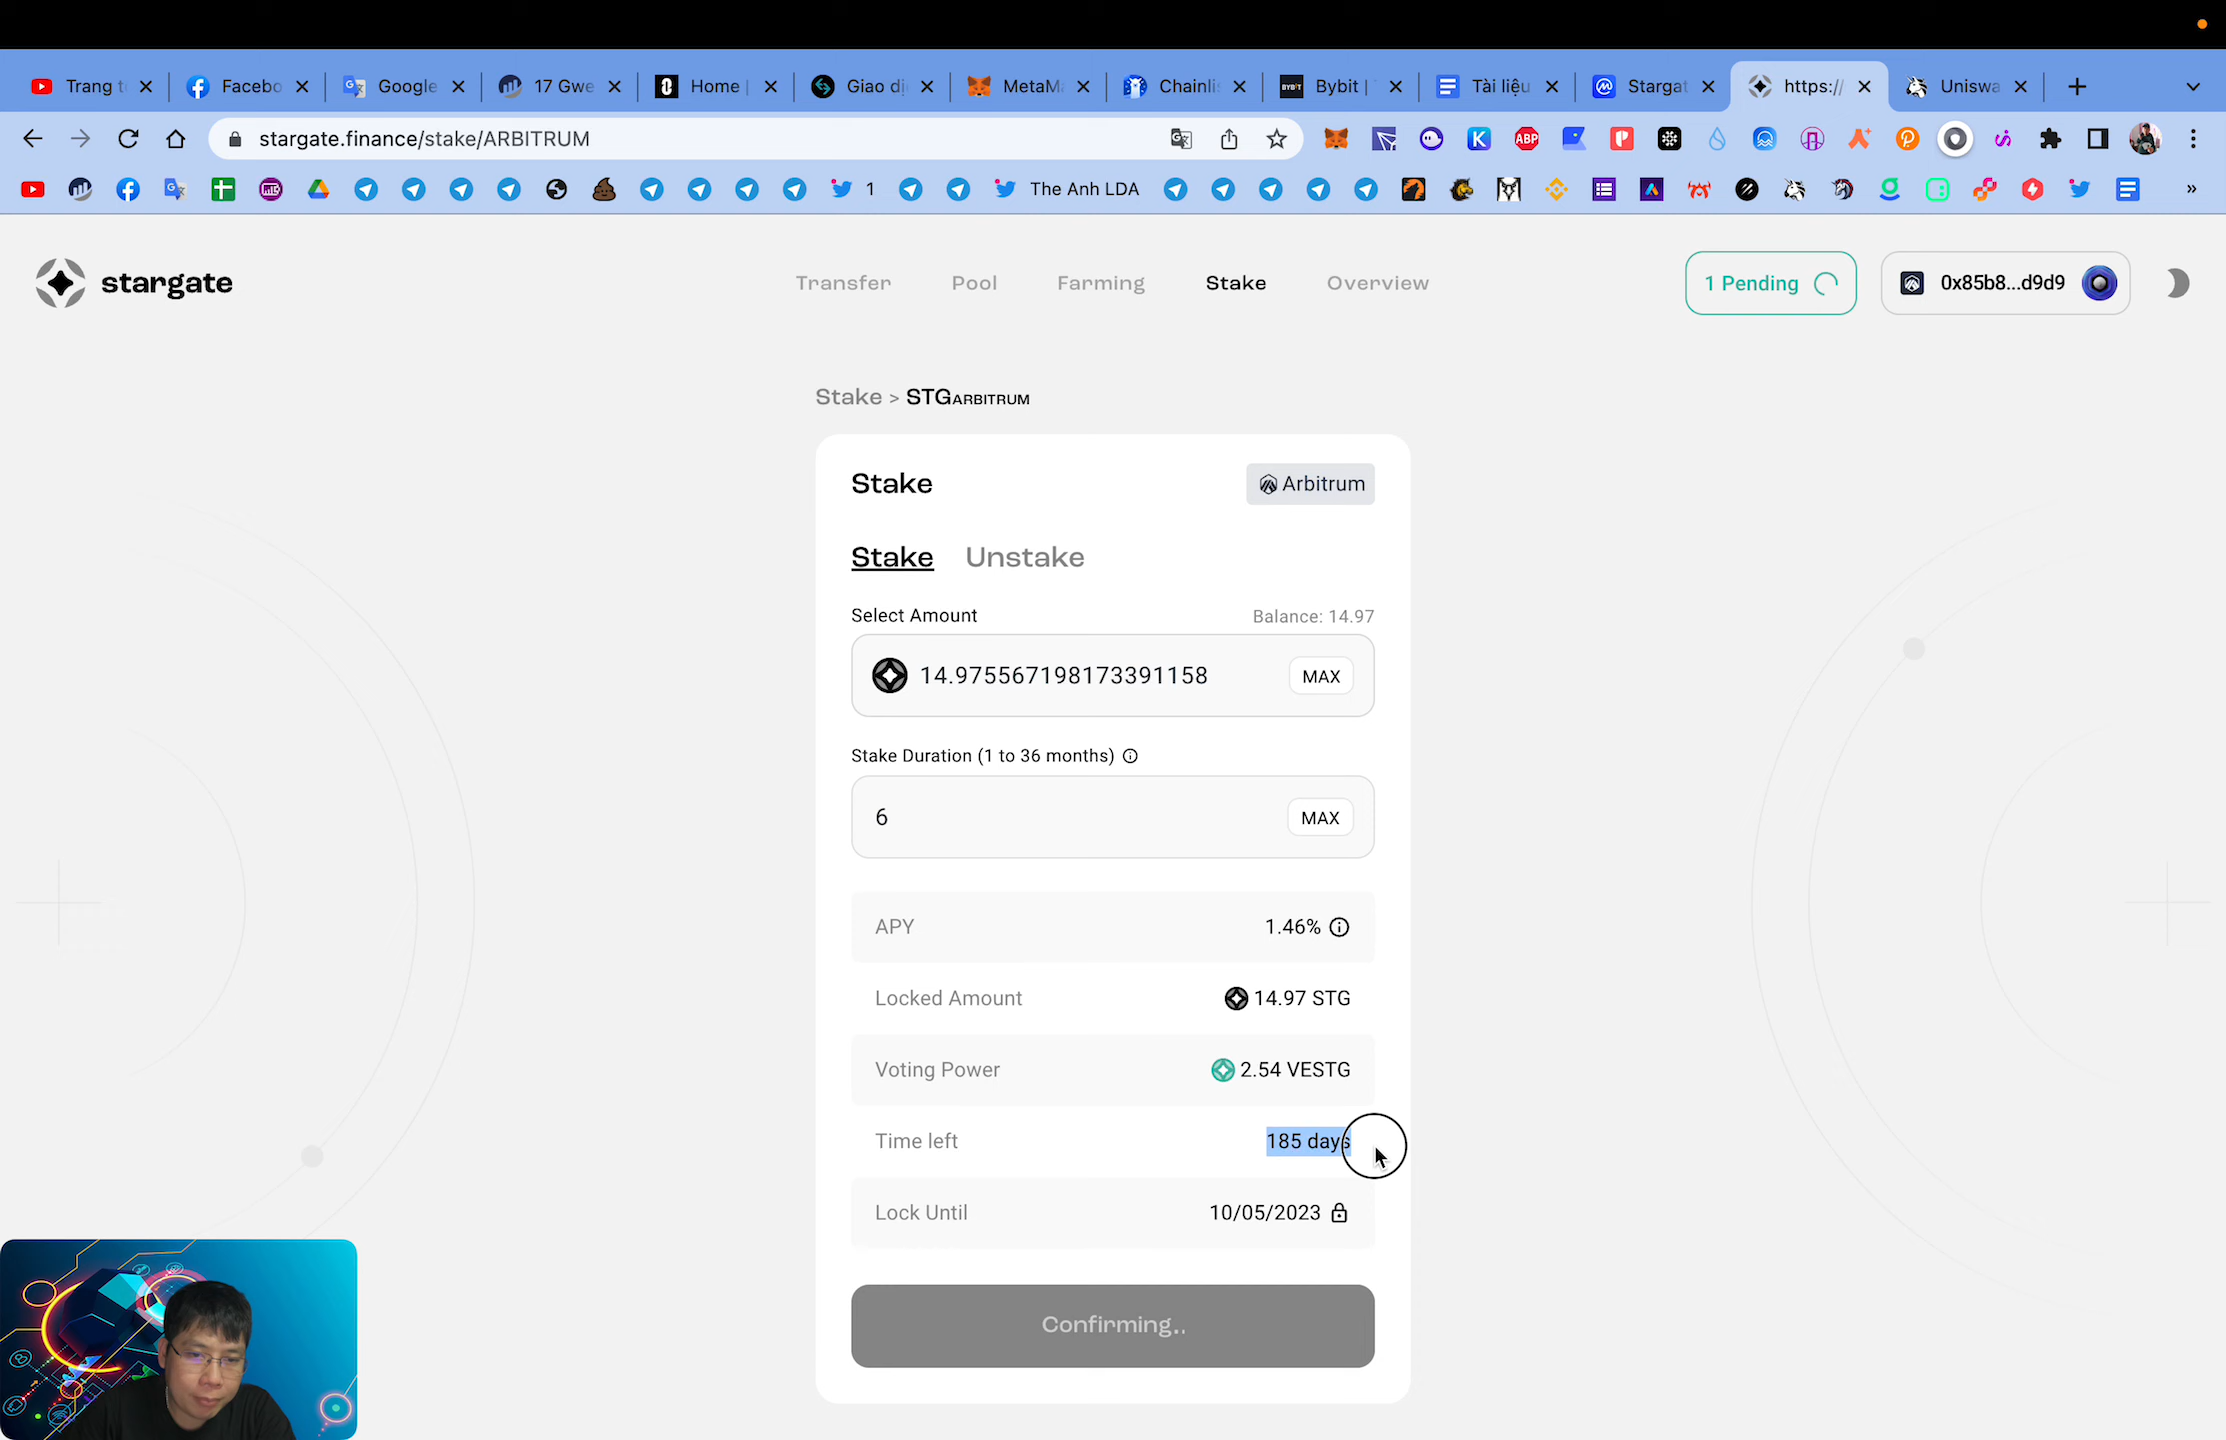 Trang t
Facebo
Google
17 Gwe
Home |
Giao dị
MetaM
Chainli
BYBIT
Bybit |
Tài liệu
Stargat
https://
Uniswa
stargate.finance/stake/ARBITRUM
ABP
1
The Anh LDA
»
stargate
Transfer
Pool
Farming
Stake
Overview
1 Pending
0x85b8...d9d9
Stake > STGARBITRUM
Stake
Arbitrum
Stake
Unstake
Select Amount
Balance: 14.97
14.975567198173391158
MAX
Stake Duration (1 to 36 months)
6
MAX
APY
1.46%
Locked Amount
14.97 STG
Voting Power
2.54 VESTG
Time left
185 days
Lock Until
10/05/2023
Confirming..